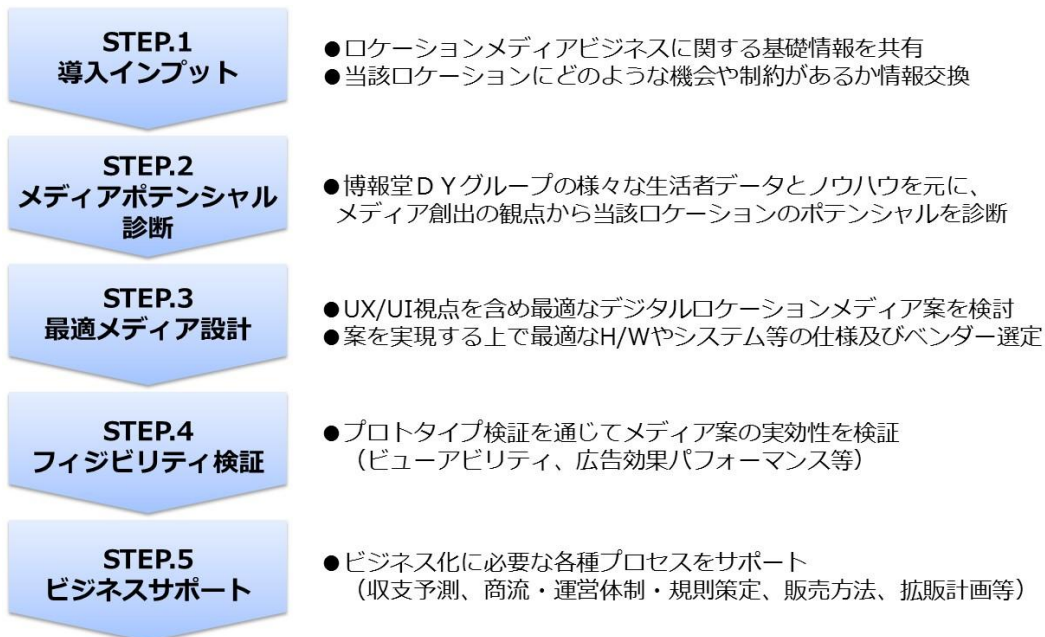 STEP.1
導入インプット
●ロケーションメディアビジネスに関する基礎情報を共有
●当該ロケーションにどのような機会や制約があるか情報交換
STEP.2
メディアポテンシャル
診断
●博報堂ＤＹグループの様々な生活者データとノウハウを元に、
メディア創出の観点から当該ロケーションのポテンシャルを診断
STEP.3
最適メディア設計
●UX/UI視点を含め最適なデジタルロケーションメディア案を検討
●案を実現する上で最適なH/Wやシステム等の仕様及びベンダー選定
STEP.4
フィジビリティ検証
●プロトタイプ検証を通じてメディア案の実効性を検証
（ビューアビリティ、広告効果パフォーマンス等）
STEP.5
ビジネスサポート
●ビジネス化に必要な各種プロセスをサポート
（収支予測、商流・運営体制・規則策定、販売方法、拡販計画等）